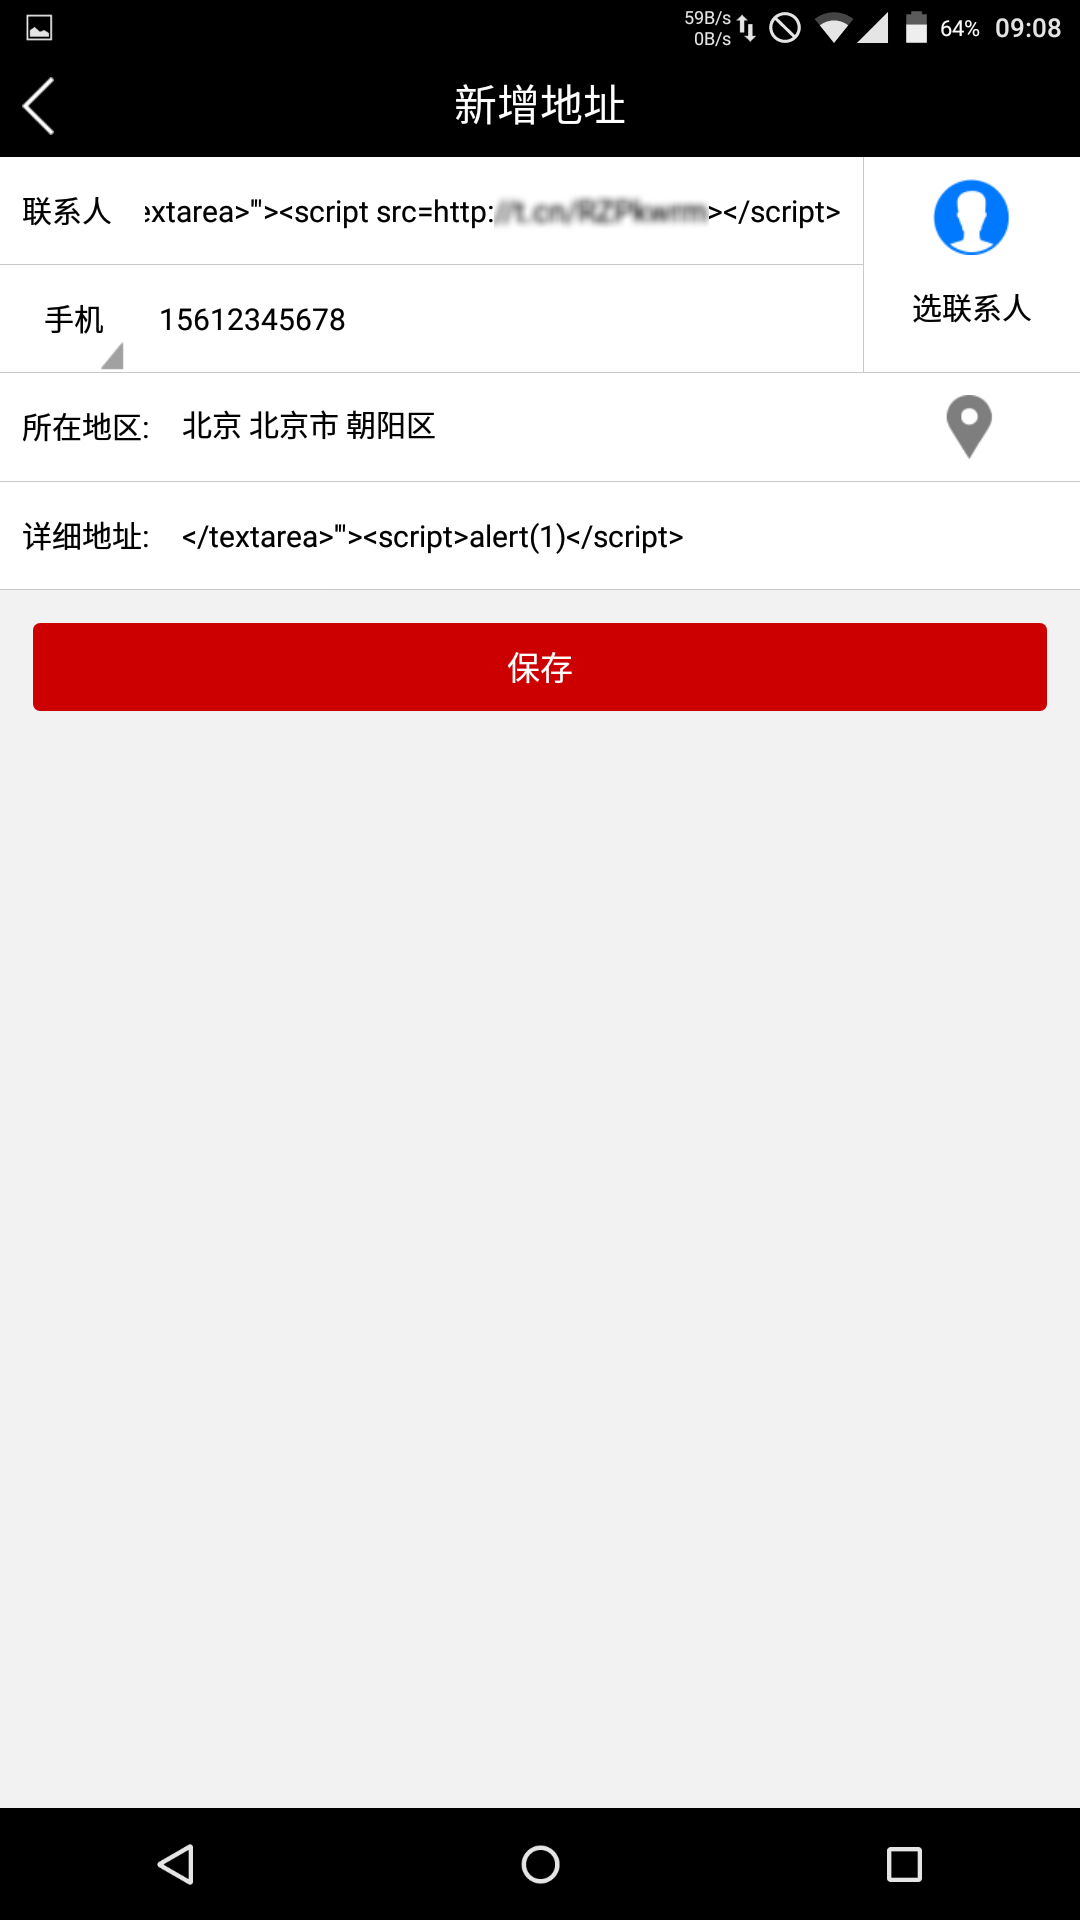 59B/s
0B/s
64% 09:08
新增地址
联系人 extarea>'"><script src=http: ></script>
选联系人
手机 15612345678
所在地区: 北京 北京市 朝阳区
详细地址: </textarea>'"><script>alert(1)</script>
保存